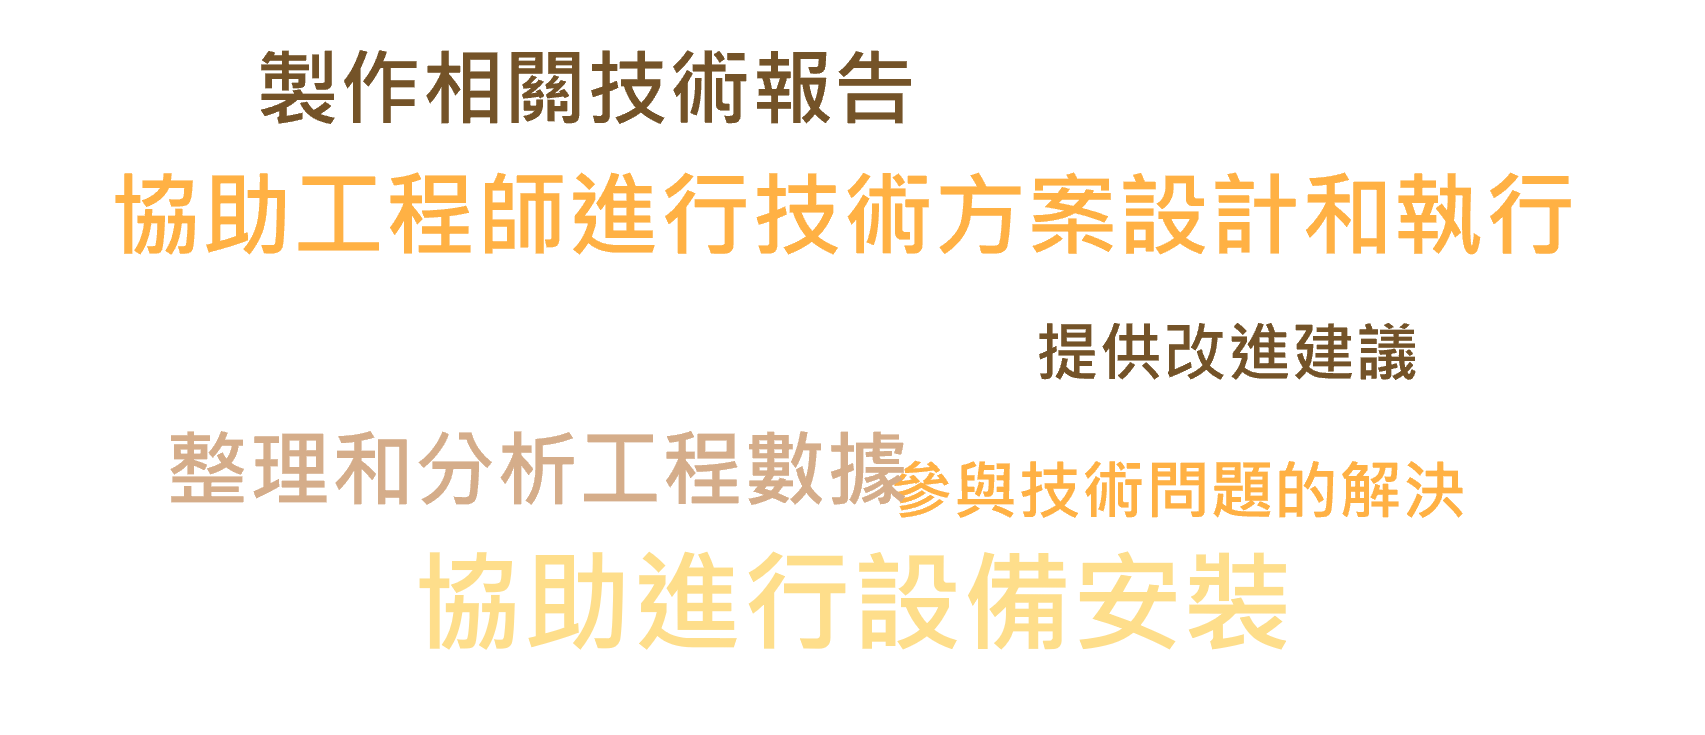 製作相關技術報告
協助工程師進行技術方案設計和執行
提供改進建議
整理和分析工程數據
參與技術問題的解決
協助進行設備安裝